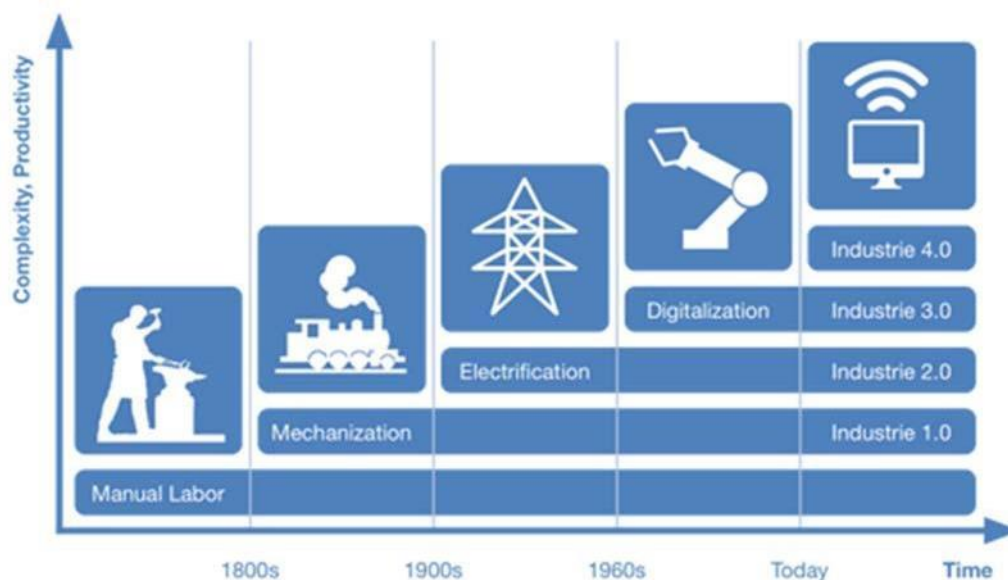 Complexity, Productivity
Industrie 4.0
Digitalization Industrie 3.0
Electrification Industrie 2.0
Mechanization Industrie 1.0
Manual Labor
1800s 1900s 1960s Today Time